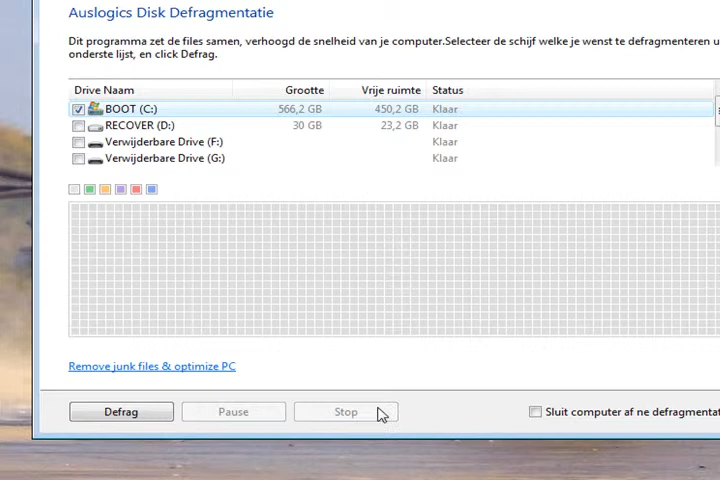 Auslogics Disk Defragmentatie
Dit programma zet de files samen, verhoogd de snelheid van je computer.Selecteer de schijf welke je wenst te defragmenteren u
onderste lijst, en click Defrag.
Drive Naam Grootte Vrije ruimte Status
BOOT (C:) 566,2 GB 450,2 GB Klaar
RECOVER (D:) 30 GB 23,2 GB Klaar
Verwijderbare Drive (F:) Klaar
Verwijderbare Drive (G:) Klaar
Remove junk files & optimize PC
Defrag Pause Stop Sluit computer af ne defragmentat